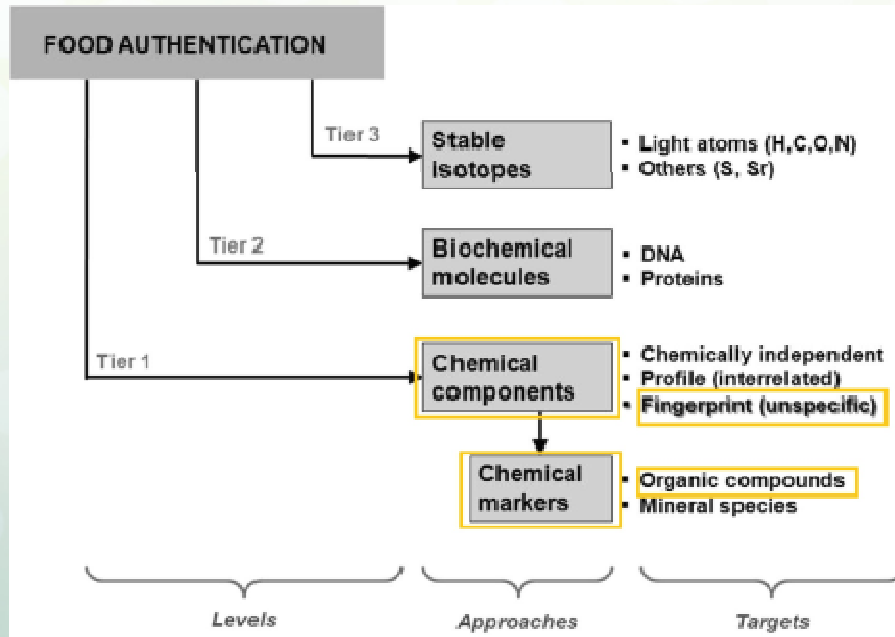 FOOD AUTHENTICATION
Tier 3
Stable
isotopes
▪ Light atoms (H,C,O,N)
▪ Others (S, Sr)
Tier 2
Biochemical
molecules
▪ DNA
▪ Proteins
Tier 1
Chemical
components
▪ Chemically independent
▪ Profile (interrelated)
▪ Fingerprint (unspecific)
Chemical
markers
▪ Organic compounds
▪ Mineral species
Levels
Approaches
Targets